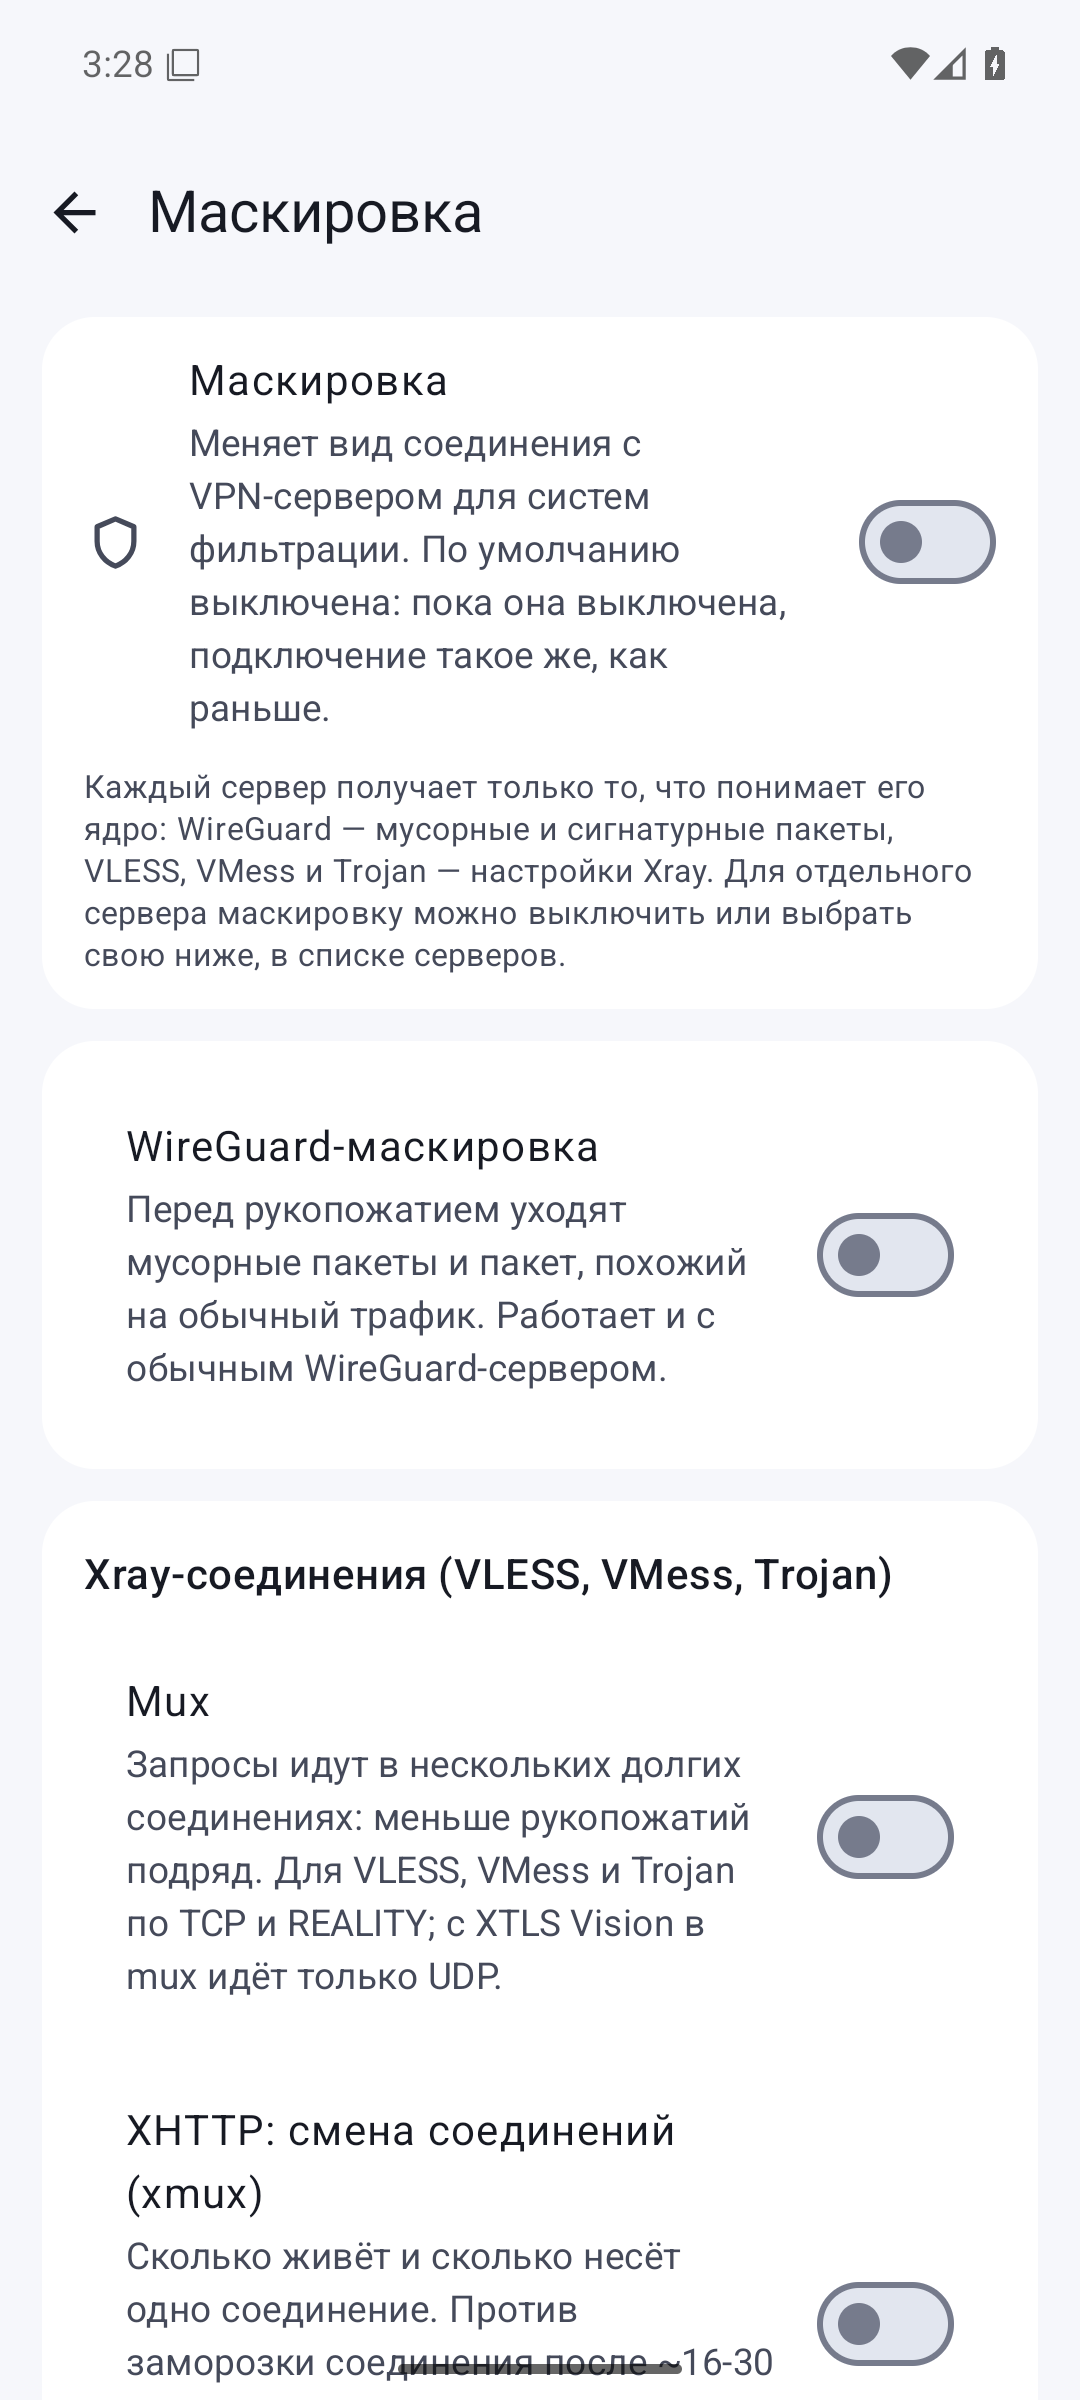 3:28
Маскировка
Маскировка
Меняет вид соединения с
VPN-сервером для систем
фильтрации. По умолчанию
выключена: пока она выключена,
подключение такое же, как
раньше.
Каждый сервер получает только то, что понимает его
ядро: WireGuard — мусорные и сигнатурные пакеты,
VLESS, VMess и Trojan — настройки Xray. Для отдельного
сервера маскировку можно выключить или выбрать
свою ниже, в списке серверов.
WireGuard-маскировка
Перед рукопожатием уходят
мусорные пакеты и пакет, похожий
на обычный трафик. Работает и с
обычным WireGuard-сервером.
Xray-соединения (VLESS, VMess, Trojan)
Mux
Запросы идут в нескольких долгих
соединениях: меньше рукопожатий
подряд. Для VLESS, VMess и Trojan
по TCP и REALITY; с XTLS Vision в
mux идёт только UDP.
XHTTP: смена соединений
(xmux)
Сколько живёт и сколько несёт
одно соединение. Против
заморозки соединения после ~16-30